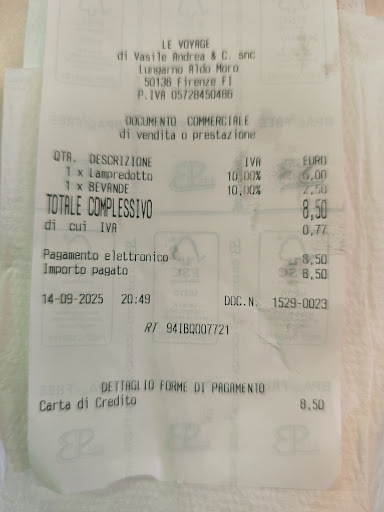 LE VOYAGE
di Vasile Andrea & C. snc
Lungarno Aldo Moro
50136 Firenze FI
P.IVA 05728450486
DOCUMENTO COMMERCIALE
di vendita o prestazione
QTA. DESCRIZIONE IVA EURO
1 x Lampredotto 10,00% 6,00
1 x BEVANDE 10,00% 2,50
TOTALE COMPLESSIVO 8,50
di cui IVA 0,77
Pagamento elettronico 8,50
Importo pagato 8,50
14-09-2025 20:49 DOC.N. 1529-0023
RT 94IBQ007721
DETTAGLIO FORME DI PAGAMENTO
Carta di Credito 8,50